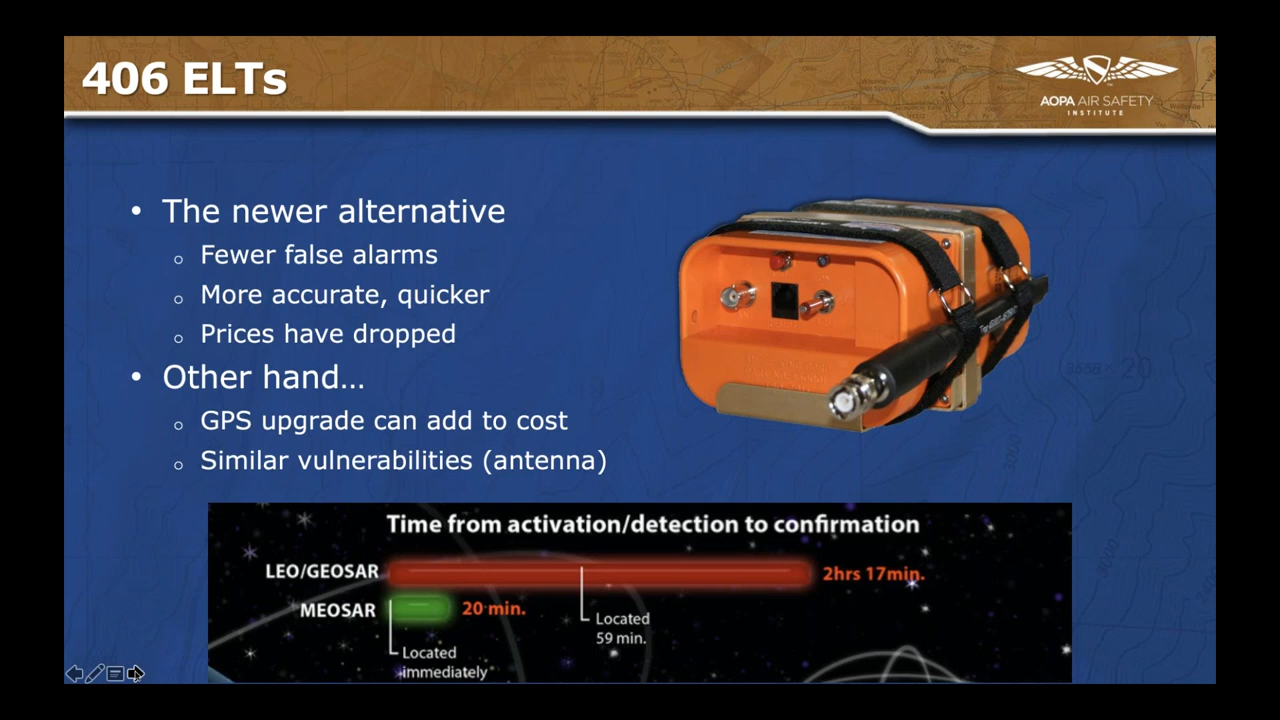 406 ELTs
AOPA AIR SAFETY
INSTITUTE
• The newer alternative
o Fewer false alarms
o More accurate, quicker
o Prices have dropped
• Other hand…
o GPS upgrade can add to cost
o Similar vulnerabilities (antenna)
3000
3000
Time from activation/detection to confirmation
LEO/GEOSAR
2hrs 17min.
MEOSAR
20 min.
Located
59 min.
Located
immediately